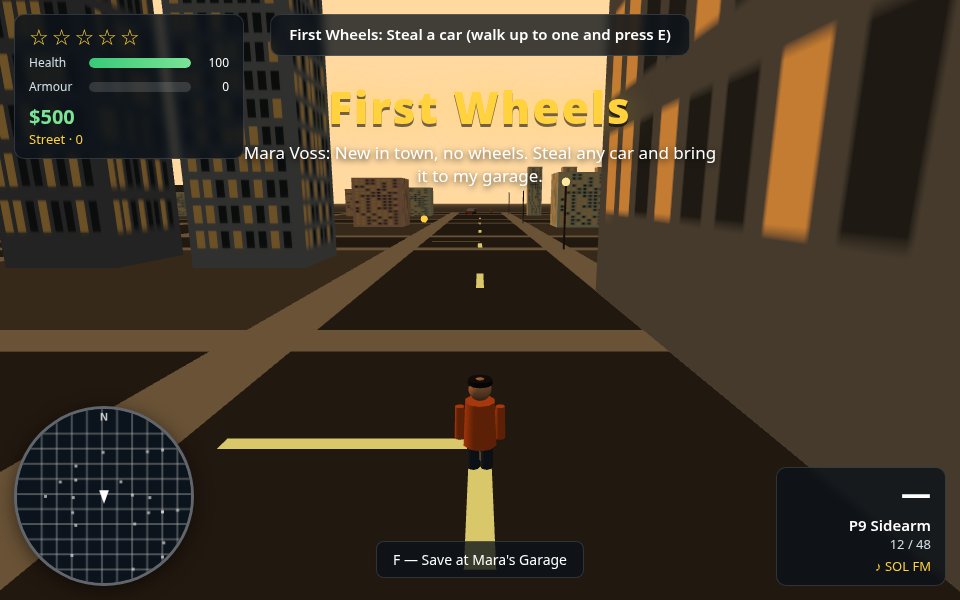 First Wheels: Steal a car (walk up to one and press E)
Health 100
Armour 0
$500
Street · 0
First Wheels
Mara Voss: New in town, no wheels. Steal any car and bring
it to my garage.
N
F — Save at Mara's Garage
—
P9 Sidearm
12 / 48
♪ SOL FM